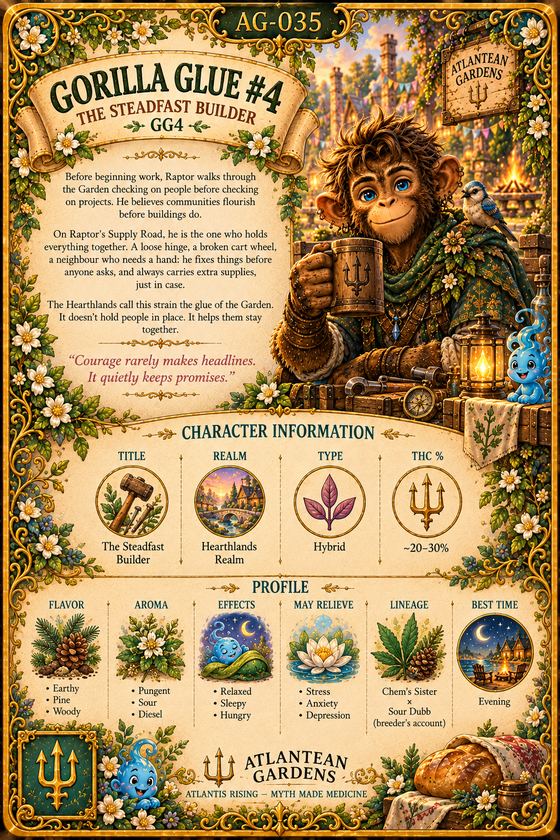 AG-035
GORILLA GLUE #4
THE STEADFAST BUILDER
GG4
ATLANTEAN
GARDENS
Before beginning work, Raptor walks through
the Garden checking on people before checking
on projects. He believes communities flourish
before buildings do.
On Raptor's Supply Road, he is the one who holds
everything together. A loose hinge, a broken cart wheel,
a neighbour who needs a hand: he fixes things before
anyone asks, and always carries extra supplies,
just in case.
The Hearthlands call this strain the glue of the Garden.
It doesn't hold people in place. It helps them stay
together.
"Courage rarely makes headlines.
It quietly keeps promises."
CHARACTER INFORMATION
TITLE
The Steadfast
Builder
REALM
Hearthlands
Realm
TYPE
Hybrid
THC %
~20–30%
PROFILE
FLAVOR
• Earthy
• Pine
• Woody
AROMA
• Pungent
• Sour
• Diesel
EFFECTS
• Relaxed
• Sleepy
• Hungry
MAY RELIEVE
• Stress
• Anxiety
• Depression
LINEAGE
Chem's Sister
×
Sour Dubb
(breeder's account)
BEST TIME
Evening
ATLANTEAN
GARDENS
ATLANTIS RISING – MYTH MADE MEDICINE